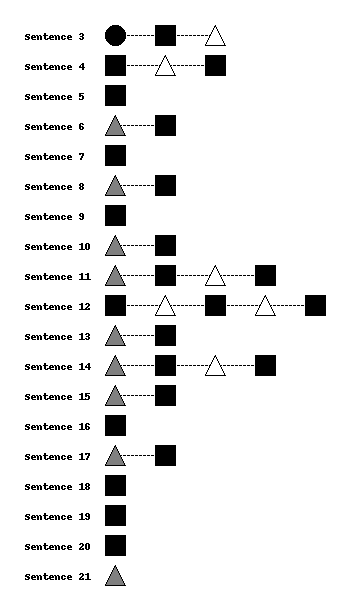 Sentence 3
Sentence 4
Sentence 5
Sentence 6
Sentence 7
Sentence 8
Sentence 9
Sentence 10
Sentence 11
Sentence 12
Sentence 13
Sentence 14
Sentence 15
Sentence 16
Sentence 17
Sentence 18
Sentence 19
Sentence 20
Sentence 21